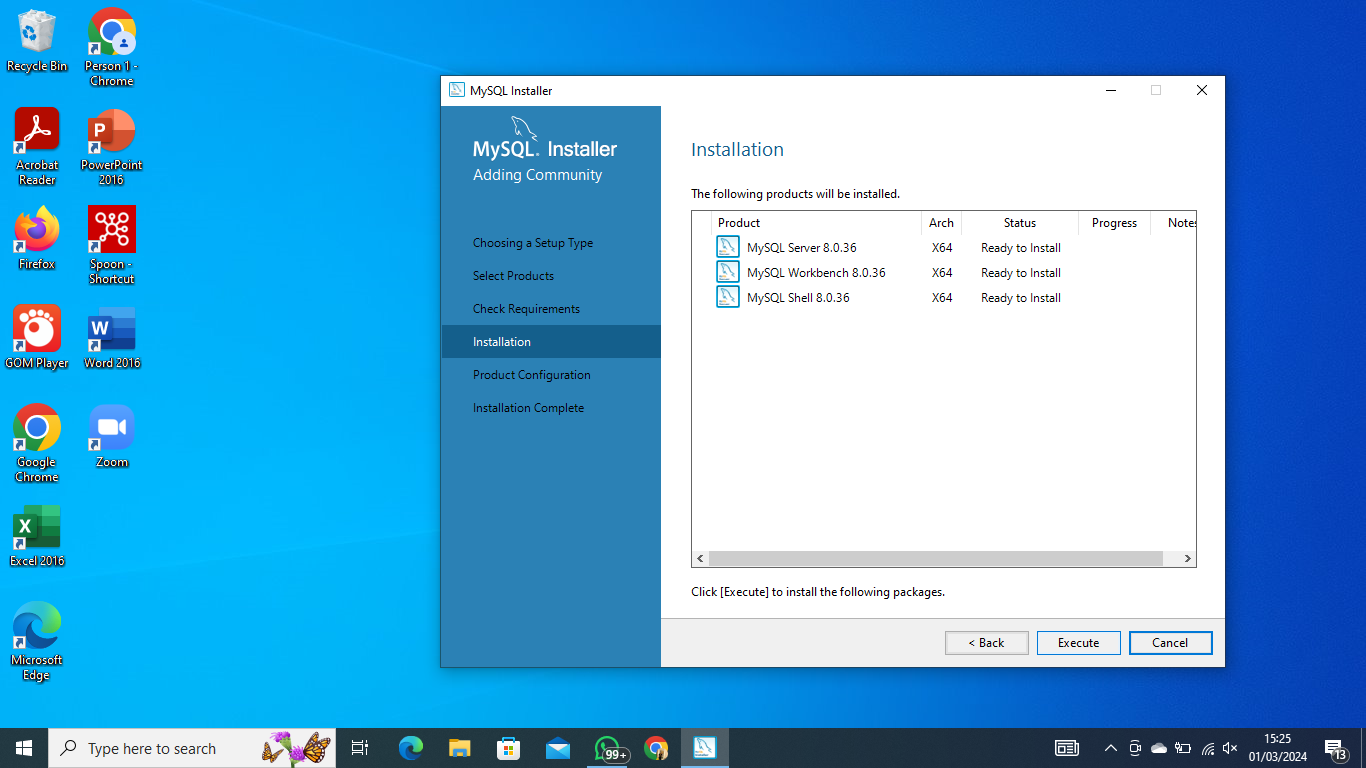 Recycle Bin
Person 1 -
Chrome
Acrobat
Reader
PowerPoint
2016
Firefox
Spoon -
Shortcut
GOM Player
Word 2016
Google
Chrome
Zoom
Excel 2016
Microsoft
Edge
MySQL Installer
MySQL. Installer
Adding Community
Choosing a Setup Type
Select Products
Check Requirements
Installation
Product Configuration
Installation Complete
Installation
The following products will be installed.
Product Arch Status Progress Notes
MySQL Server 8.0.36 X64 Ready to Install
MySQL Workbench 8.0.36 X64 Ready to Install
MySQL Shell 8.0.36 X64 Ready to Install
Click [Execute] to install the following packages.
< Back Execute Cancel
Type here to search
99+
15:25
01/03/2024
13